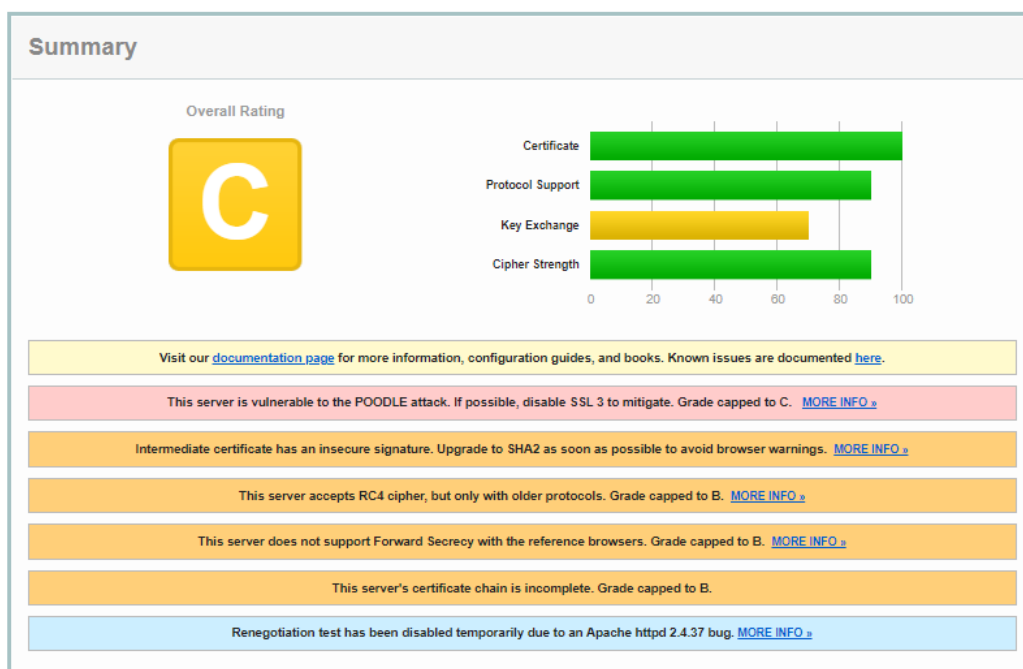 Summary
Overall Rating
C
Certificate
Protocol Support
Key Exchange
Cipher Strength
0 20 40 60 80 100
Visit our documentation page for more information, configuration guides, and books. Known issues are documented here.
This server is vulnerable to the POODLE attack. If possible, disable SSL 3 to mitigate. Grade capped to C. MORE INFO »
Intermediate certificate has an insecure signature. Upgrade to SHA2 as soon as possible to avoid browser warnings. MORE INFO »
This server accepts RC4 cipher, but only with older protocols. Grade capped to B. MORE INFO »
This server does not support Forward Secrecy with the reference browsers. Grade capped to B. MORE INFO »
This server's certificate chain is incomplete. Grade capped to B.
Renegotiation test has been disabled temporarily due to an Apache httpd 2.4.37 bug. MORE INFO »